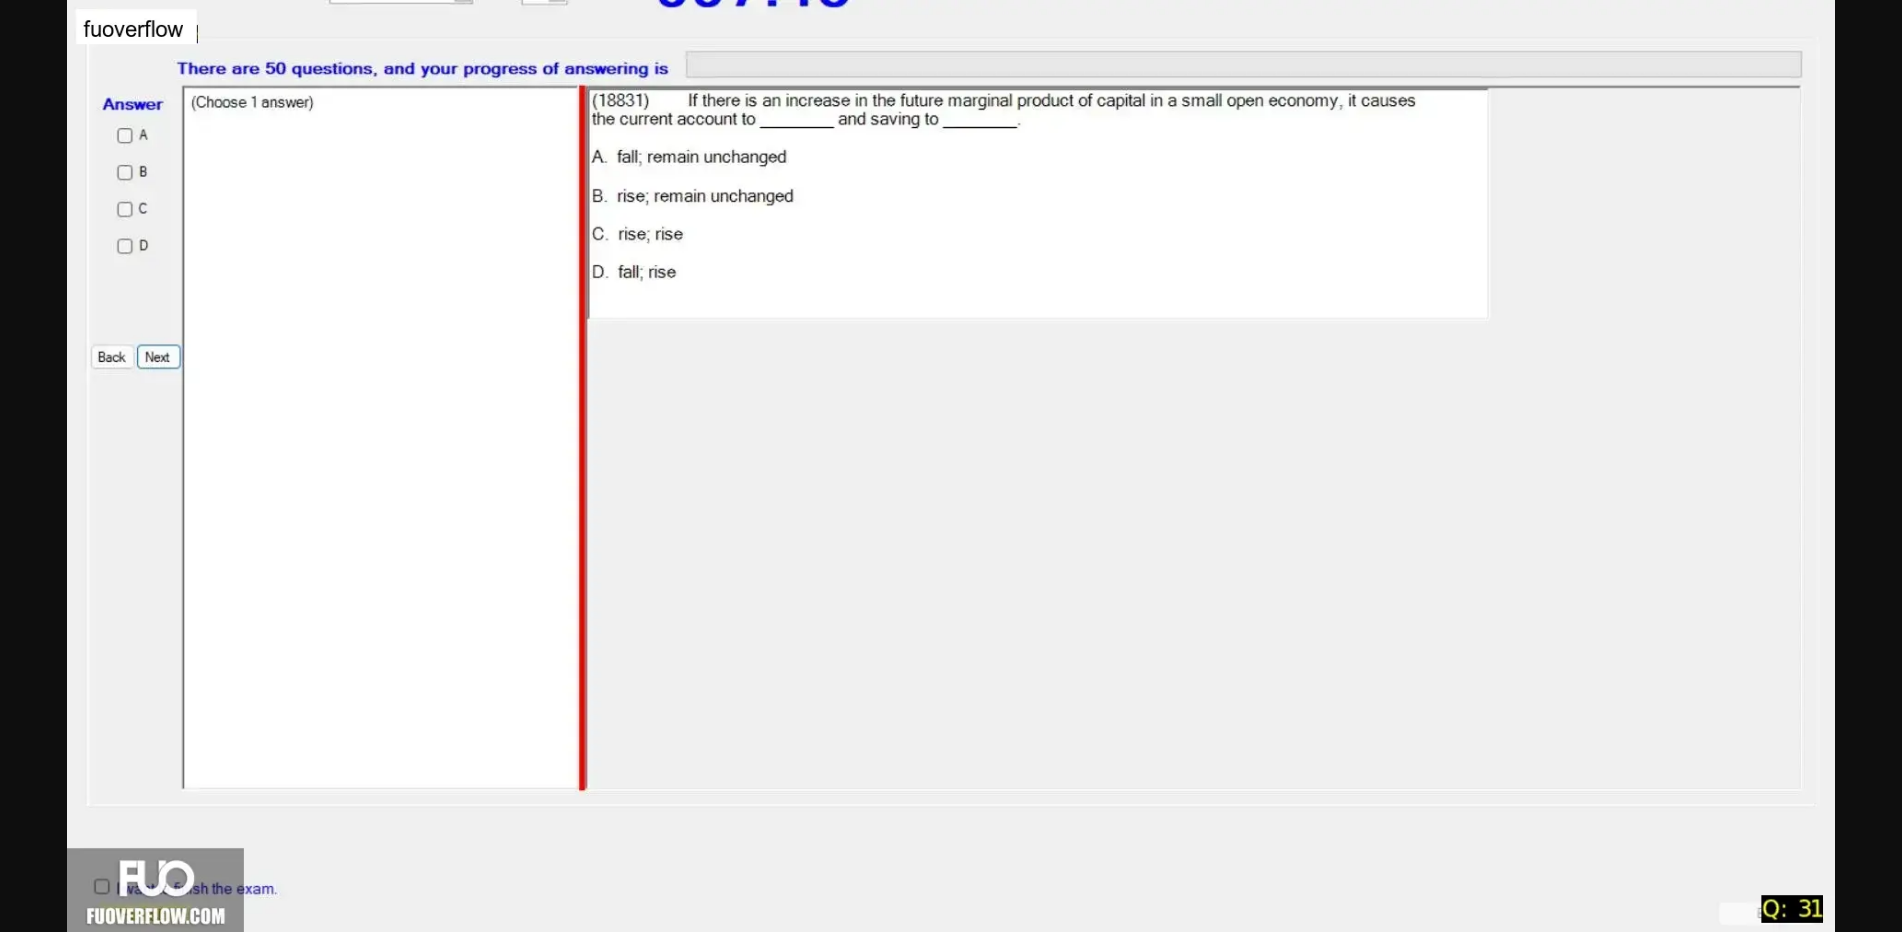 fuoverflow
There are 50 questions, and your progress of answering is
Answer
(Choose 1 answer)
A
B
C
D
Back
Next
(18831) If there is an increase in the future marginal product of capital in a small open economy, it causes
the current account to ________ and saving to ________.
A. fall; remain unchanged
B. rise; remain unchanged
C. rise; rise
D. fall; rise
FUO
sh the exam.
FUOVERFLOW.COM
Q: 31